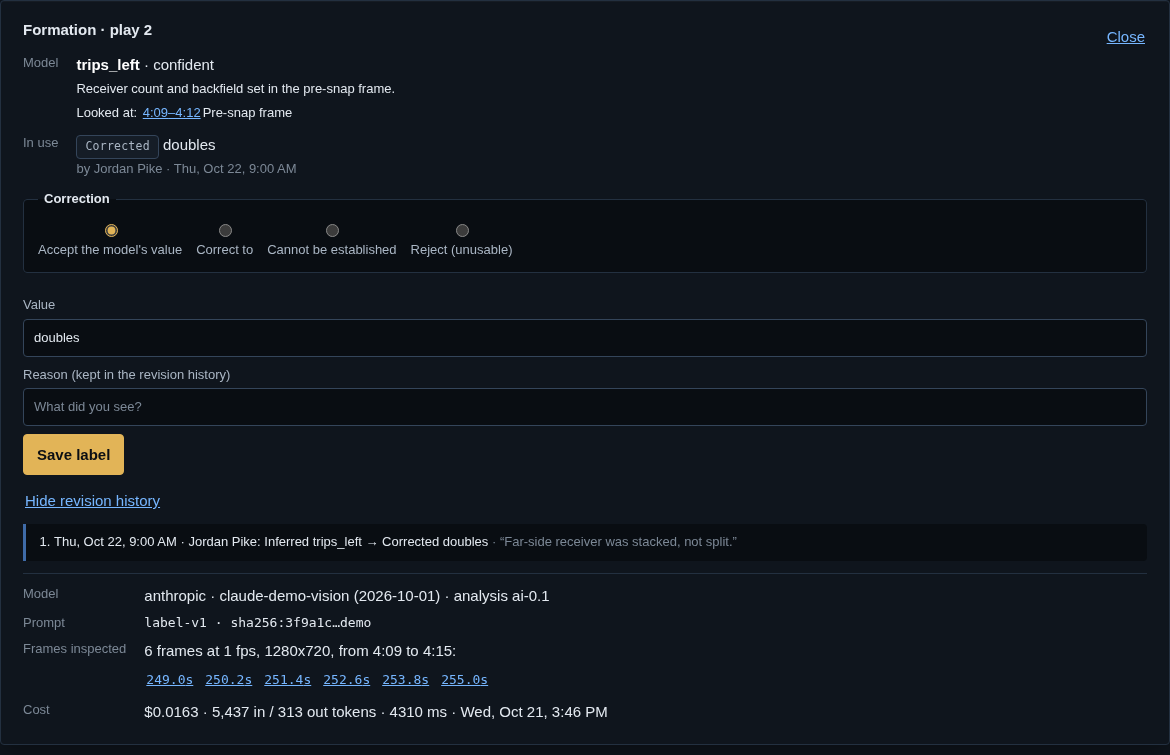 Formation · play 2
Close
Model
trips_left · confident
Receiver count and backfield set in the pre-snap frame.
Looked at: 4:09–4:12 Pre-snap frame
In use
Corrected doubles
by Jordan Pike · Thu, Oct 22, 9:00 AM
Correction
Accept the model's value
Correct to
Cannot be established
Reject (unusable)
Value
doubles
Reason (kept in the revision history)
What did you see?
Save label
Hide revision history
1. Thu, Oct 22, 9:00 AM · Jordan Pike: Inferred trips_left → Corrected doubles · “Far-side receiver was stacked, not split.”
Model
anthropic · claude-demo-vision (2026-10-01) · analysis ai-0.1
Prompt
label-v1 · sha256:3f9a1c…demo
Frames inspected
6 frames at 1 fps, 1280x720, from 4:09 to 4:15:
249.0s 250.2s 251.4s 252.6s 253.8s 255.0s
Cost
$0.0163 · 5,437 in / 313 out tokens · 4310 ms · Wed, Oct 21, 3:46 PM